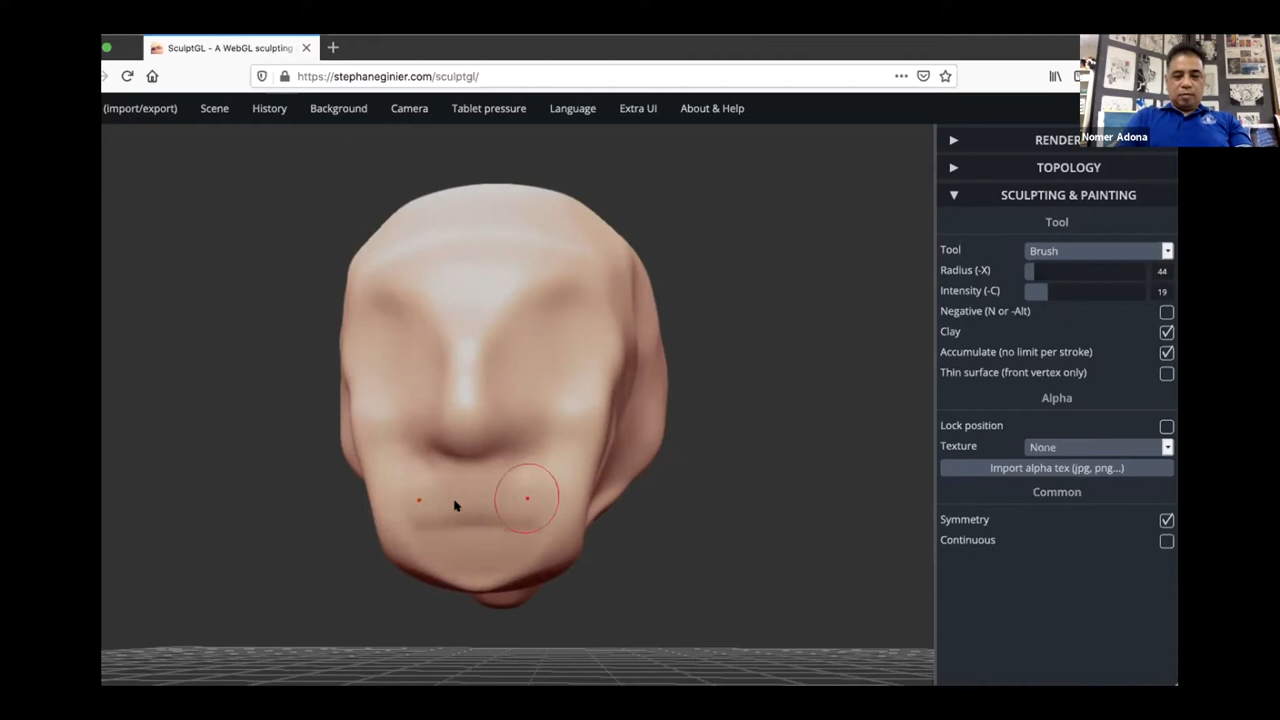 SculptGL - A WebGL sculpting
https://stephaneginier.com/sculptgl/
(import/export) Scene History Background Camera Tablet pressure Language Extra UI About & Help
Nomer Adona
RENDER
TOPOLOGY
SCULPTING & PAINTING
Tool
Tool Brush
Radius (-X) 44
Intensity (-C) 19
Negative (N or -Alt)
Clay
Accumulate (no limit per stroke)
Thin surface (front vertex only)
Alpha
Lock position
Texture None
Import alpha tex (jpg, png...)
Common
Symmetry
Continuous